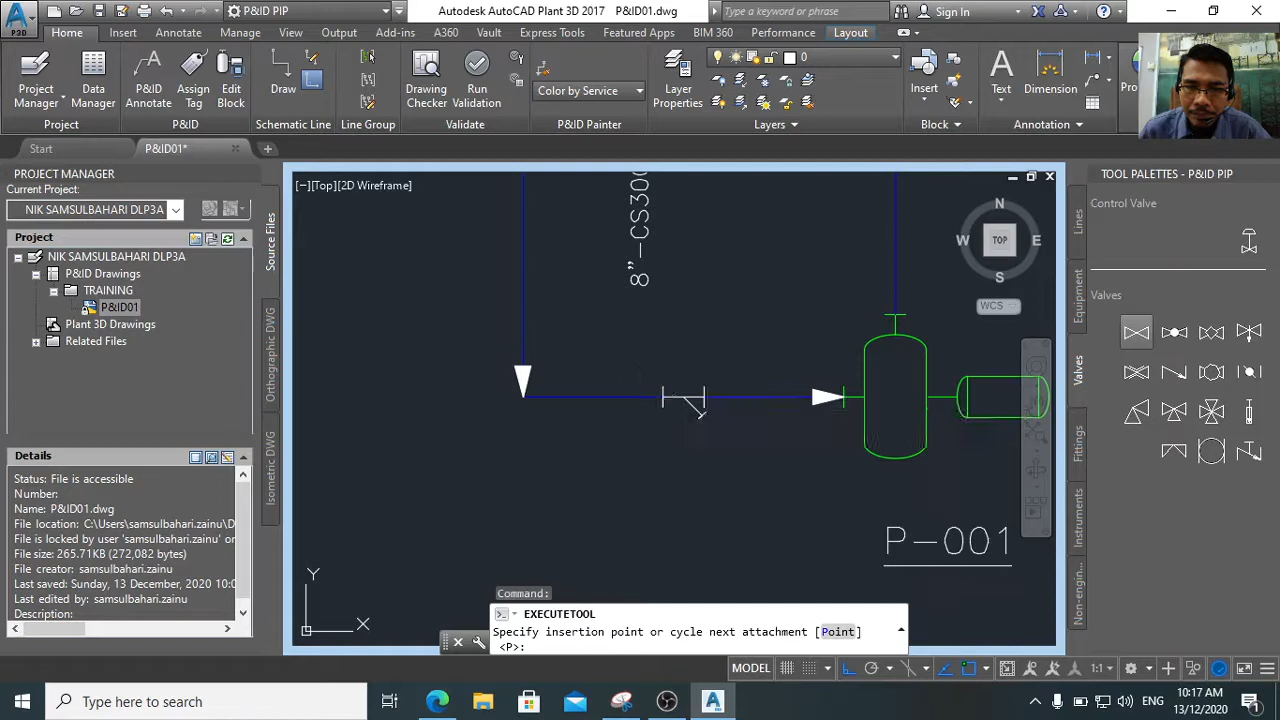 P&ID PIP
Autodesk AutoCAD Plant 3D 2017 P&ID01.dwg
Type a keyword or phrase
Sign In
P3D
Home Insert Annotate View Output Add-ins A360 Vault Express Tools Featured Apps BIM 360 Performance Layout
Project Manager
Data Manager
P&ID Annotate
Assign Tag
Edit Block
Draw
Drawing Checker
Run Validation
Color by Service
Layer Properties
0
Insert
Text
Dimension
Project
P&ID
Schematic Line
Line Group
Validate
P&ID Painter
Layers
Block
Annotation
Start
P&ID01*
PROJECT MANAGER
Current Project:
NIK SAMSULBAHARI DLP3A
Project
NIK SAMSULBAHARI DLP3A
P&ID Drawings
TRAINING
P&ID01
Plant 3D Drawings
Related Files
Source Files
Orthographic DWG
Isometric DWG
Details
Status: File is accessible
Number:
Name: P&ID01.dwg
File location: C:\Users\samsulbahari.zainu\D
File is locked by user 'samsulbahari.zainu' or
File size: 265.71KB (272,082 bytes)
File creator: samsulbahari.zainu
Last saved: Sunday, 13 December, 2020 10:0
Last edited by: samsulbahari.zainu
Description:
[−][Top][2D Wireframe]
8"-CS300
N
W TOP E
S
WCS
P-001
Y
X
Command:
EXECUTETOOL
Specify insertion point or cycle next attachment [Point]
<P>:
TOOL PALETTES - P&ID PIP
Control Valve
Valves
Lines
Equipment
Valves
Fittings
Instruments
Non-engin...
MODEL
1:1
Type here to search
ENG
10:17 AM
13/12/2020
1